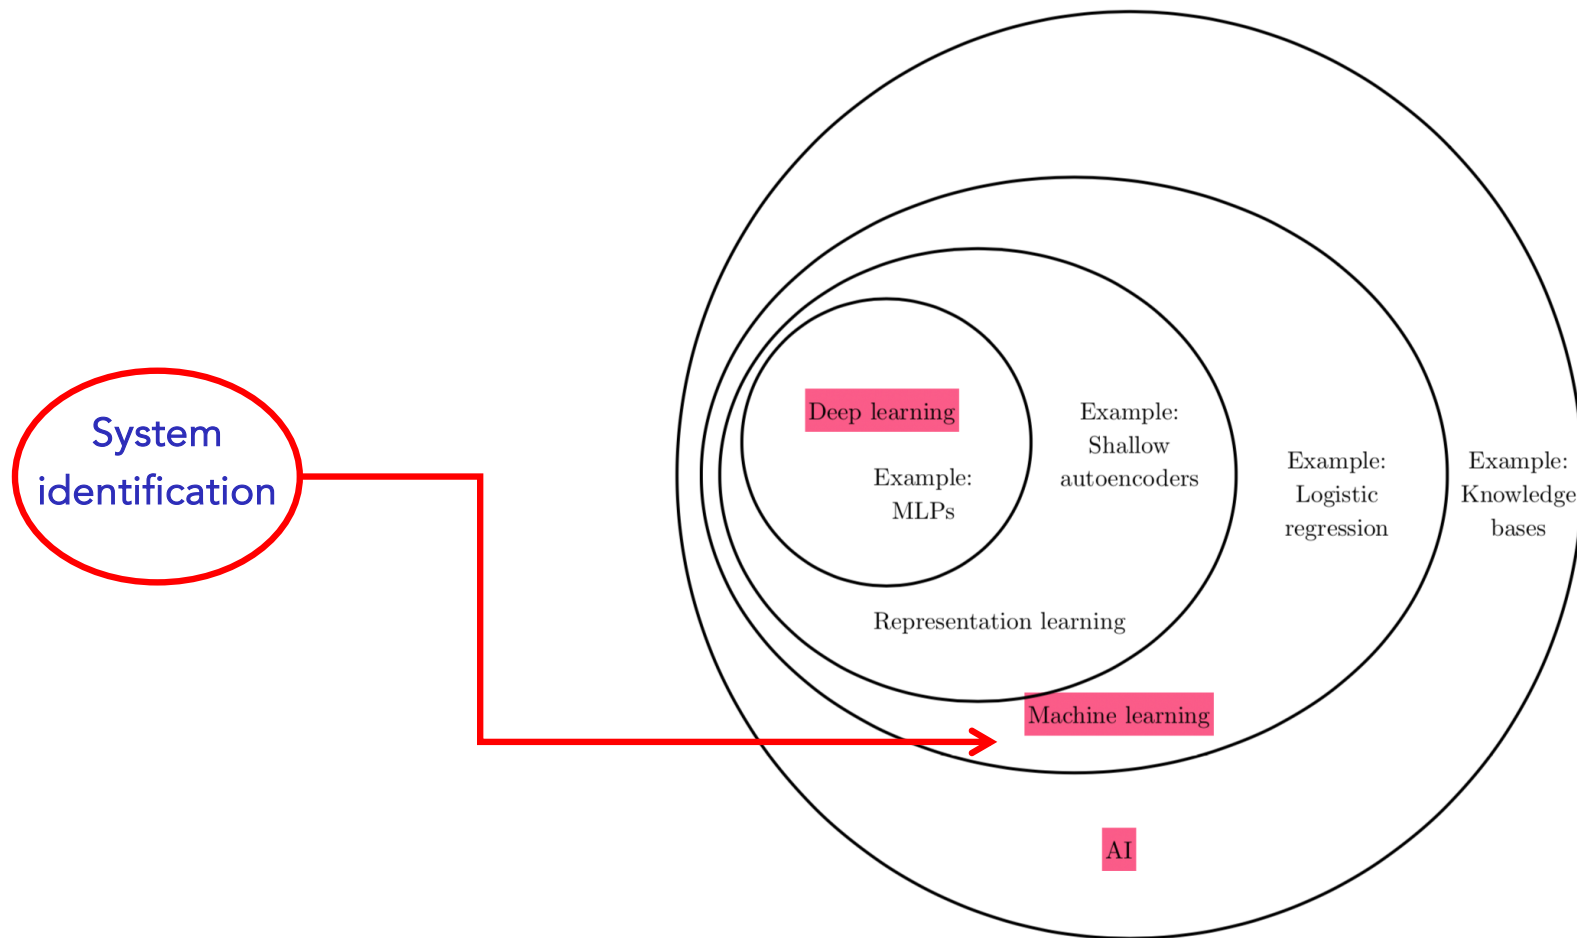 System
identification
Deep learning
Example:
MLPs
Example:
Shallow
autoencoders
Example:
Logistic
regression
Example:
Knowledge
bases
Representation learning
Machine learning
AI